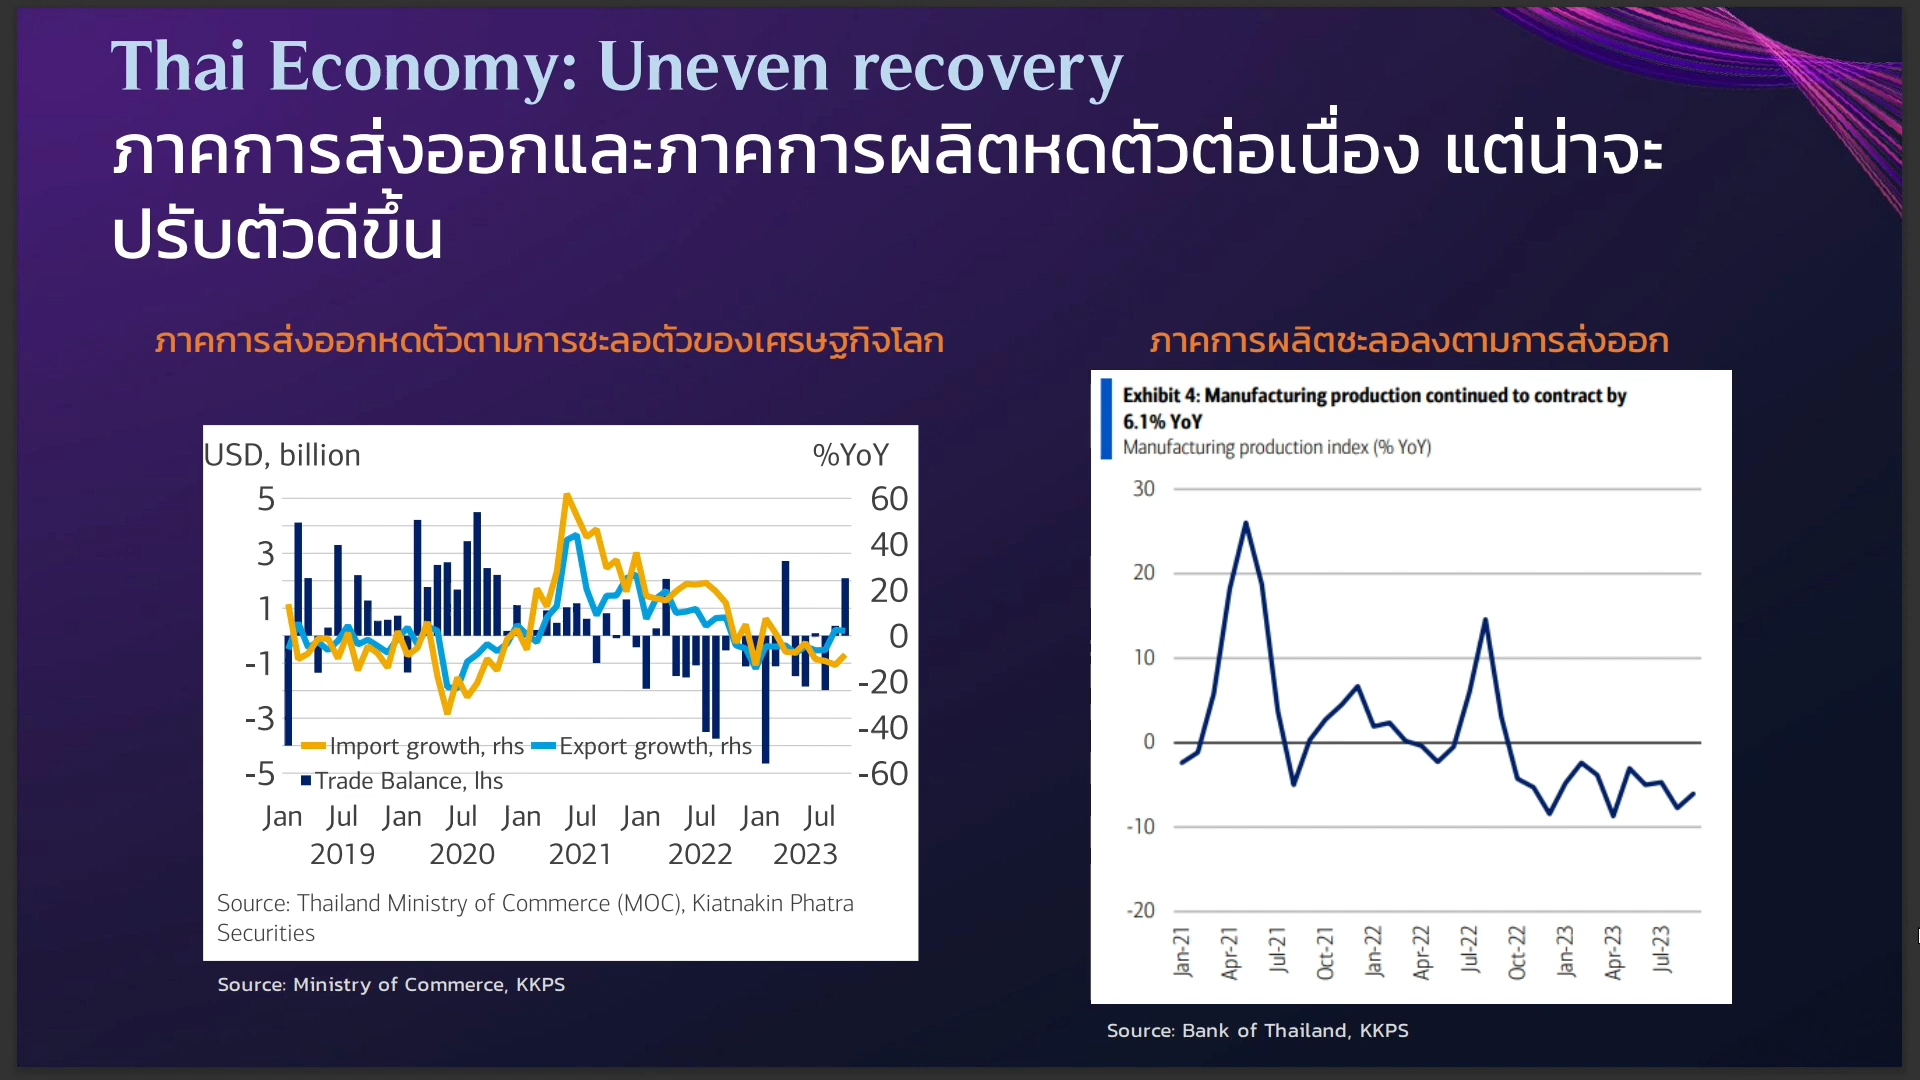 Thai Economy: Uneven recovery
ภาคการส่งออกและภาคการผลิตหดตัวต่อเนื่อง แต่น่าจะ
ปรับตัวดีขึ้น
ภาคการส่งออกหดตัวตามการชะลอตัวของเศรษฐกิจโลก
USD, billion %YoY
5 60
3 40
1 20
-1 0
-3 -20
-5 -40
-60
Import growth, rhs Export growth, rhs
Trade Balance, lhs
Jan Jul Jan Jul Jan Jul Jan Jul Jan Jul
2019 2020 2021 2022 2023
Source: Thailand Ministry of Commerce (MOC), Kiatnakin Phatra
Securities
Source: Ministry of Commerce, KKPS
ภาคการผลิตชะลอลงตามการส่งออก
Exhibit 4: Manufacturing production continued to contract by
6.1% YoY
Manufacturing production index (% YoY)
30
20
10
0
-10
-20
Jan-21 Apr-21 Jul-21 Oct-21 Jan-22 Apr-22 Jul-22 Oct-22 Jan-23 Apr-23 Jul-23
Source: Bank of Thailand, KKPS